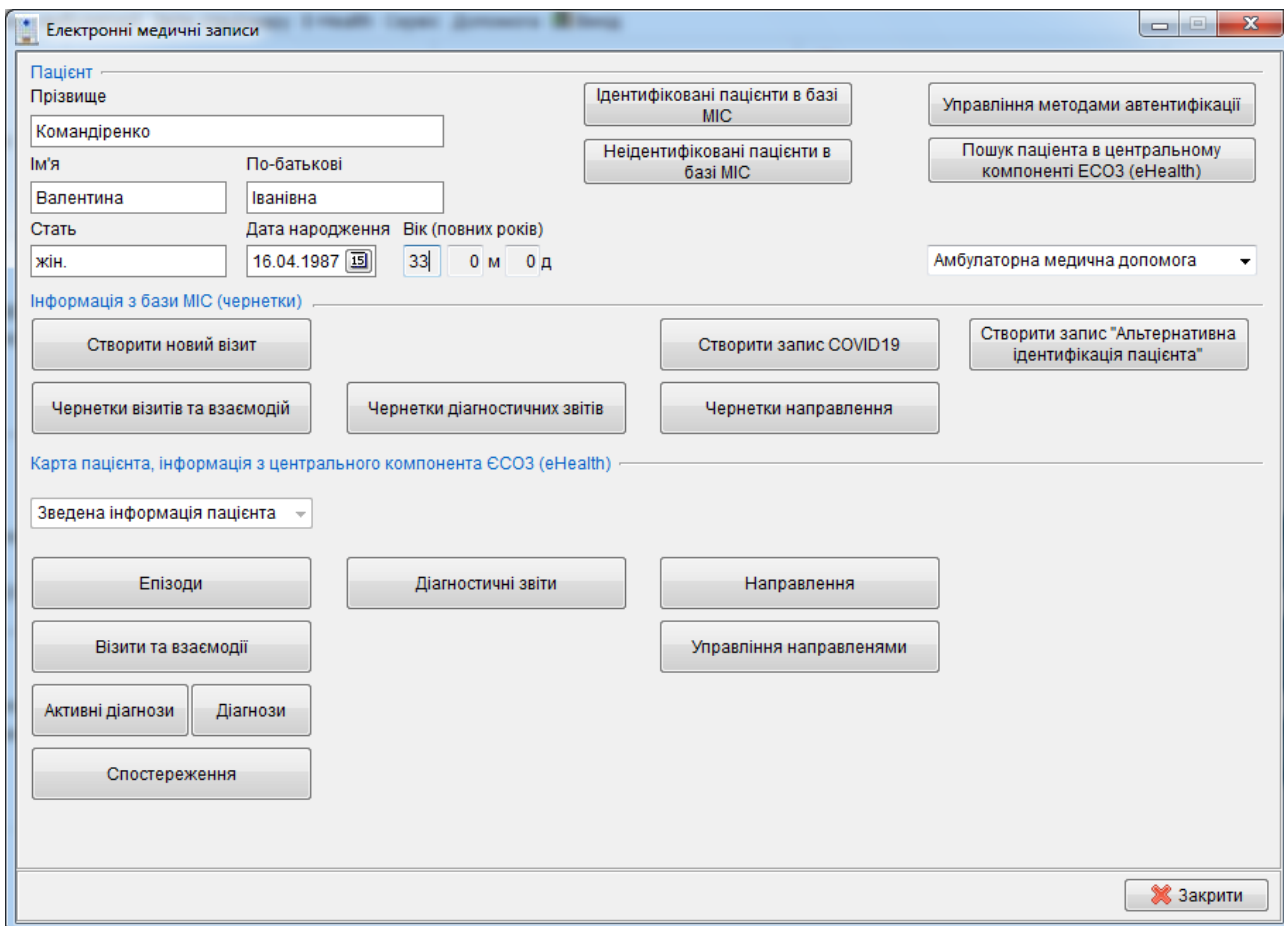 Електронні медичні записи
Пацієнт
Прізвище
Командіренко
Ім'я По-батькові
Валентина Іванівна
Стать Дата народження Вік (повних років)
жін. 16.04.1987 15 33 0 м 0 д
Ідентифіковані пацієнти в базі
МІС
Неідентифіковані пацієнти в
базі МІС
Управління методами автентифікації
Пошук пацієнта в центральному
компоненті ЕСОЗ (eHealth)
Амбулаторна медична допомога
Інформація з бази МІС (чернетки)
Створити новий візит
Створити запис COVID19
Створити запис "Альтернативна
ідентифікація пацієнта"
Чернетки візитів та взаємодій
Чернетки діагностичних звітів
Чернетки направлення
Карта пацієнта, інформація з центрального компонента ЄСОЗ (eHealth)
Зведена інформація пацієнта
Епізоди
Діагностичні звіти
Направлення
Візити та взаємодії
Управління направленями
Активні діагнози
Діагнози
Спостереження
Закрити